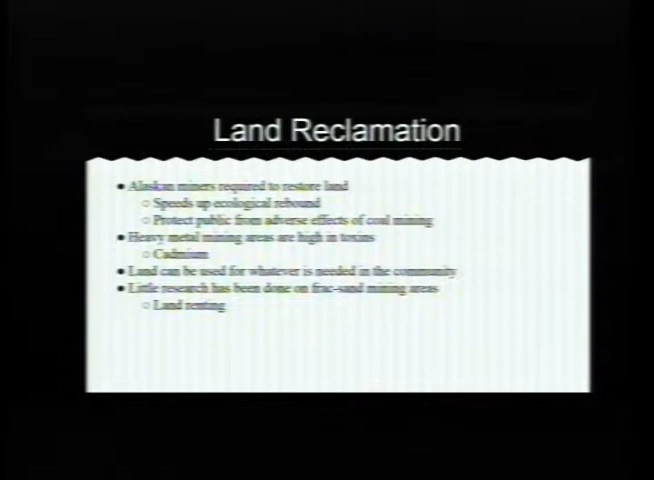 Land Reclamation
● Alaskan miners required to restore land
○ Speeds up ecological rebound
○ Protect public from adverse effects of coal mining
● Heavy metal mining areas are high in toxins
○ Cadmium
● Land can be used for whatever is needed in the community
● Little research has been done on frac-sand mining areas
○ Land renting